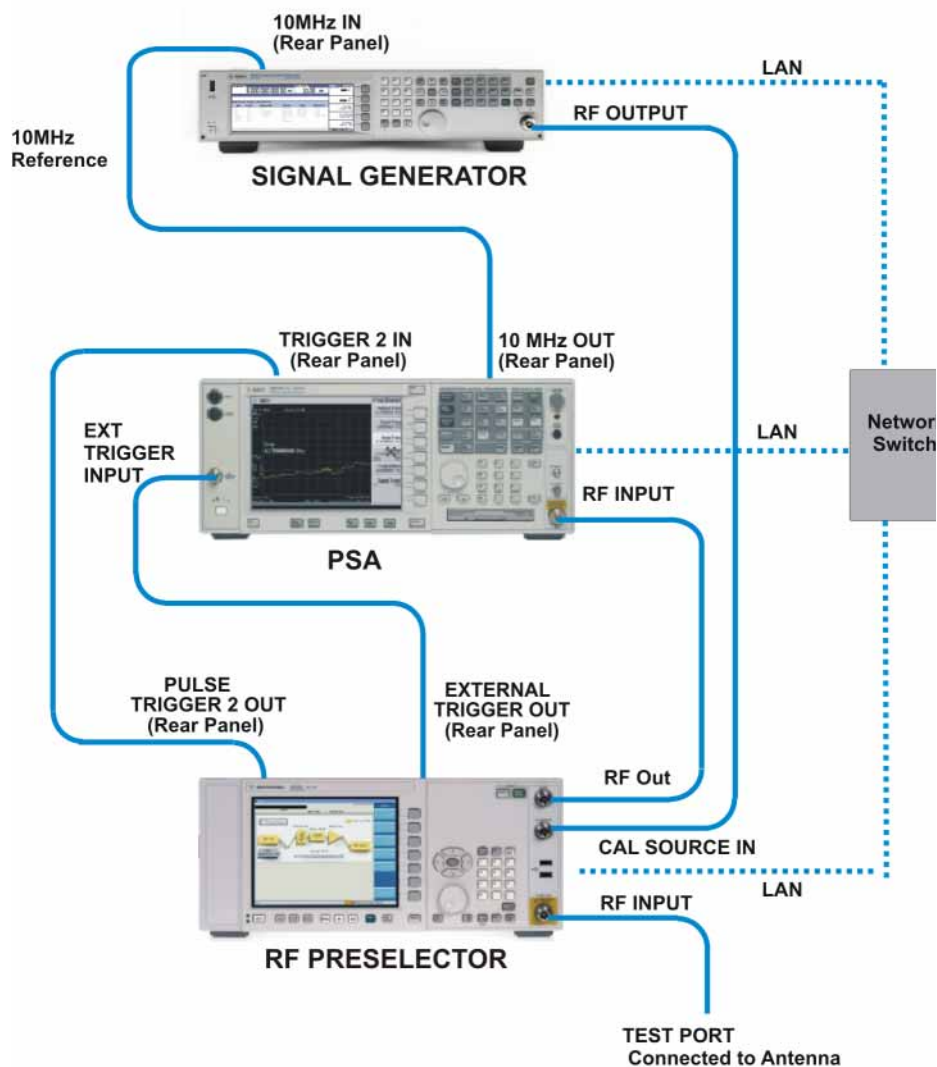 10MHz IN
(Rear Panel)
LAN
RF OUTPUT
10MHz
Reference
SIGNAL GENERATOR
TRIGGER 2 IN
(Rear Panel)
10 MHz OUT
(Rear Panel)
EXT
TRIGGER
INPUT
LAN
Network
Switch
RF INPUT
PSA
PULSE
TRIGGER 2 OUT
(Rear Panel)
EXTERNAL
TRIGGER OUT
(Rear Panel)
RF Out
CAL SOURCE IN
LAN
RF INPUT
RF PRESELECTOR
TEST PORT
Connected to Antenna